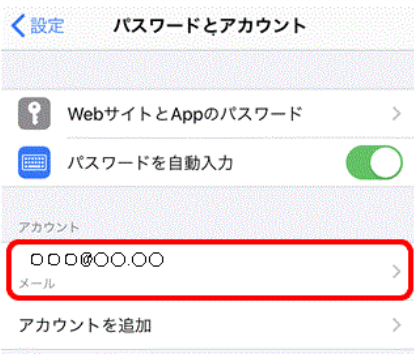 設定
パスワードとアカウント
WebサイトとAppのパスワード
パスワードを自動入力
アカウント
□□□@○○.○○
メール
アカウントを追加